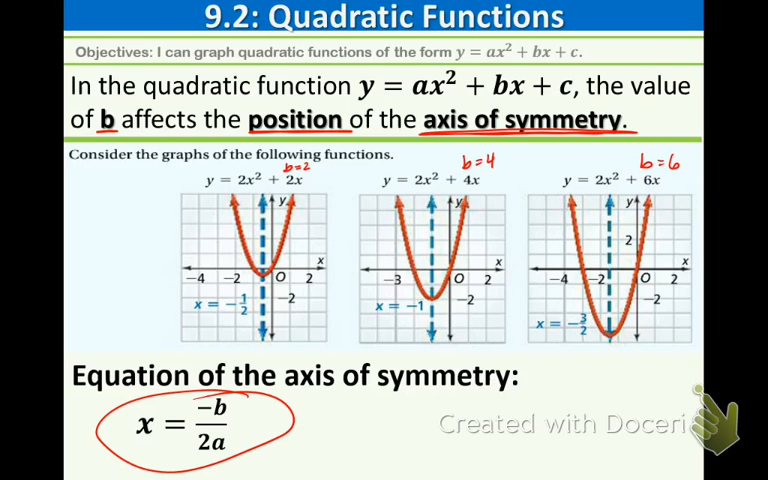 9.2: Quadratic Functions
Objectives: I can graph quadratic functions of the form y = ax² + bx + c.
In the quadratic function y = ax² + bx + c, the value
of b affects the position of the axis of symmetry.
Consider the graphs of the following functions.
b=2 b=4 b=6
y = 2x² + 2x y = 2x² + 4x y = 2x² + 6x
y y y
2
x x x
−4 −2 O 2 −3 O 2 −4 −2 O 2
−2 −2 −2
x = −1/2 x = −1 x = −3/2
Equation of the axis of symmetry:
x = −b/2a
Created with Doceri